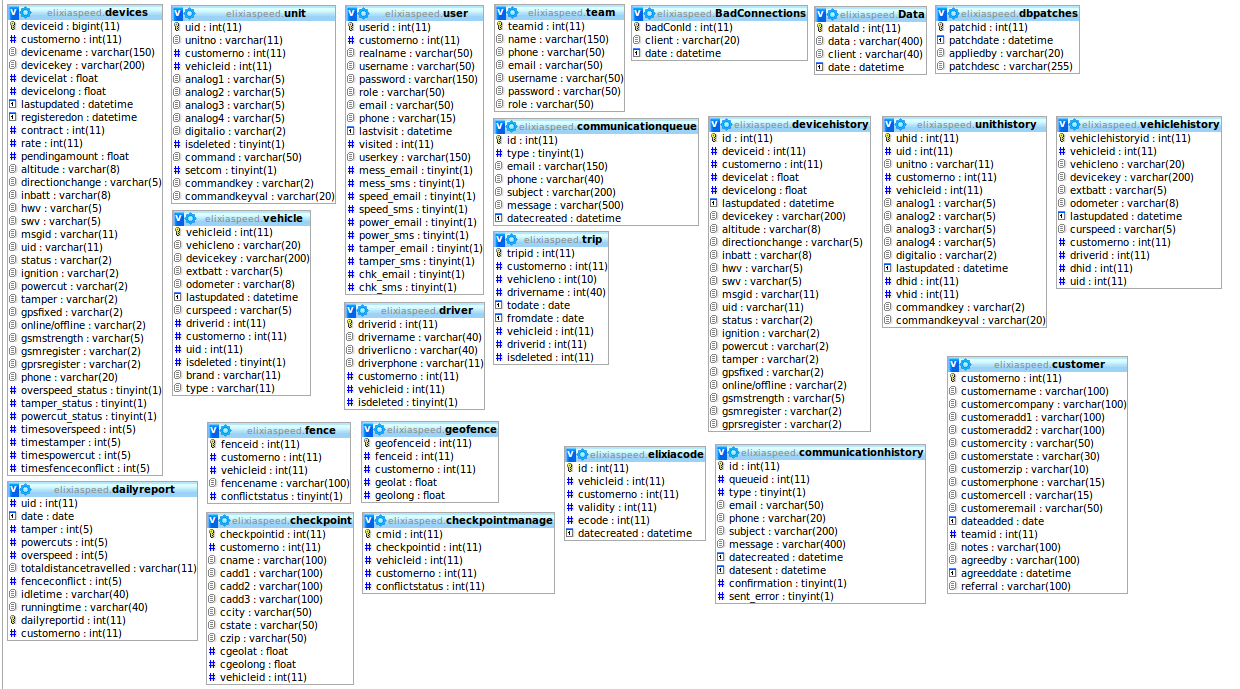 elixiaspeed.devices
deviceid : bigint(11)
customerno : int(11)
devicename : varchar(150)
devicekey : varchar(200)
devicelat : float
devicelong : float
lastupdated : datetime
registeredon : datetime
contract : int(11)
rate : int(11)
pendingamount : float
altitude : varchar(8)
directionchange : varchar(5)
inbatt : varchar(8)
hwv : varchar(5)
swv : varchar(5)
msgid : varchar(11)
uid : varchar(11)
status : varchar(2)
ignition : varchar(2)
powercut : varchar(2)
tamper : varchar(2)
gpsfixed : varchar(2)
online/offline : varchar(2)
gsmstrength : varchar(5)
gsmregister : varchar(2)
gprsregister : varchar(2)
phone : varchar(20)
overspeed_status : tinyint(1)
tamper_status : tinyint(1)
powercut_status : tinyint(1)
timesoverspeed : int(5)
timestamper : int(5)
timespowercut : int(5)
timesfenceconflict : int(5)
elixiaspeed.dailyreport
uid : int(11)
date : date
tamper : int(5)
powercuts : int(5)
overspeed : int(5)
totaldistancetravelled : varchar(11)
fenceconflict : int(5)
idletime : varchar(40)
runningtime : varchar(40)
dailyreportid : int(11)
customerno : int(11)
elixiaspeed.unit
uid : int(11)
unitno : varchar(11)
customerno : int(11)
vehicleid : int(11)
analog1 : varchar(5)
analog2 : varchar(5)
analog3 : varchar(5)
analog4 : varchar(5)
digitalio : varchar(2)
isdeleted : tinyint(1)
command : varchar(50)
setcom : tinyint(1)
commandkey : varchar(2)
commandkeyval : varchar(20)
elixiaspeed.vehicle
vehicleid : int(11)
vehicleno : varchar(20)
devicekey : varchar(200)
extbatt : varchar(5)
odometer : varchar(8)
lastupdated : datetime
curspeed : varchar(5)
driverid : int(11)
customerno : int(11)
uid : int(11)
isdeleted : tinyint(1)
brand : varchar(11)
type : varchar(11)
elixiaspeed.fence
fenceid : int(11)
customerno : int(11)
vehicleid : int(11)
fencename : varchar(100)
conflictstatus : tinyint(1)
elixiaspeed.checkpoint
checkpointid : int(11)
customerno : int(11)
cname : varchar(100)
cadd1 : varchar(100)
cadd2 : varchar(100)
cadd3 : varchar(100)
ccity : varchar(50)
cstate : varchar(50)
czip : varchar(50)
cgeolat : float
cgeolong : float
vehicleid : int(11)
elixiaspeed.user
userid : int(11)
customerno : int(11)
realname : varchar(50)
username : varchar(50)
password : varchar(150)
role : varchar(50)
email : varchar(50)
phone : varchar(15)
lastvisit : datetime
visited : int(11)
userkey : varchar(150)
mess_email : tinyint(1)
mess_sms : tinyint(1)
speed_email : tinyint(1)
speed_sms : tinyint(1)
power_email : tinyint(1)
power_sms : tinyint(1)
tamper_email : tinyint(1)
tamper_sms : tinyint(1)
chk_email : tinyint(1)
chk_sms : tinyint(1)
elixiaspeed.driver
driverid : int(11)
drivername : varchar(40)
driverlicno : varchar(40)
driverphone : varchar(11)
customerno : int(11)
vehicleid : int(11)
isdeleted : tinyint(1)
elixiaspeed.geofence
geofenceid : int(11)
fenceid : int(11)
customerno : int(11)
geolat : float
geolong : float
elixiaspeed.checkpointmanage
cmid : int(11)
checkpointid : int(11)
vehicleid : int(11)
customerno : int(11)
conflictstatus : int(11)
elixiaspeed.team
teamid : int(11)
name : varchar(150)
phone : varchar(50)
email : varchar(50)
username : varchar(50)
password : varchar(50)
role : varchar(50)
elixiaspeed.communicationqueue
id : int(11)
type : tinyint(1)
email : varchar(150)
phone : varchar(40)
subject : varchar(200)
message : varchar(500)
datecreated : datetime
elixiaspeed.trip
tripid : int(11)
customerno : int(11)
vehicleno : int(10)
drivername : int(40)
todate : date
fromdate : date
vehicleid : int(11)
driverid : int(11)
isdeleted : int(11)
elixiaspeed.elixiacode
id : int(11)
vehicleid : int(11)
customerno : int(11)
validity : int(11)
ecode : int(11)
datecreated : datetime
elixiaspeed.BadConnections
badConId : int(11)
client : varchar(20)
date : datetime
elixiaspeed.Data
dataId : int(11)
data : varchar(400)
client : varchar(40)
date : datetime
elixiaspeed.dbpatches
patchid : int(11)
patchdate : datetime
appliedby : varchar(20)
patchdesc : varchar(255)
elixiaspeed.devicehistory
id : int(11)
deviceid : int(11)
customerno : int(11)
devicelat : float
devicelong : float
lastupdated : datetime
devicekey : varchar(200)
altitude : varchar(8)
directionchange : varchar(5)
inbatt : varchar(8)
hwv : varchar(5)
swv : varchar(5)
msgid : varchar(11)
uid : varchar(11)
status : varchar(2)
ignition : varchar(2)
powercut : varchar(2)
tamper : varchar(2)
gpsfixed : varchar(2)
online/offline : varchar(2)
gsmstrength : varchar(5)
gsmregister : varchar(2)
gprsregister : varchar(2)
elixiaspeed.communicationhistory
id : int(11)
queueid : int(11)
type : tinyint(1)
email : varchar(50)
phone : varchar(20)
subject : varchar(200)
message : varchar(400)
datecreated : datetime
datesent : datetime
confirmation : tinyint(1)
sent_error : tinyint(1)
elixiaspeed.unithistory
uhid : int(11)
uid : int(11)
unitno : varchar(11)
customerno : int(11)
vehicleid : int(11)
analog1 : varchar(5)
analog2 : varchar(5)
analog3 : varchar(5)
analog4 : varchar(5)
digitalio : varchar(2)
lastupdated : datetime
dhid : int(11)
vhid : int(11)
commandkey : varchar(2)
commandkeyval : varchar(20)
elixiaspeed.vehiclehistory
vehiclehistoryid : int(11)
vehicleid : int(11)
vehicleno : varchar(20)
devicekey : varchar(200)
extbatt : varchar(5)
odometer : varchar(8)
lastupdated : datetime
curspeed : varchar(5)
customerno : int(11)
driverid : int(11)
dhid : int(11)
uid : int(11)
elixiaspeed.customer
customerno : int(11)
customername : varchar(100)
customercompany : varchar(100)
customeradd1 : varchar(100)
customeradd2 : varchar(100)
customercity : varchar(50)
customerstate : varchar(30)
customerzip : varchar(10)
customerphone : varchar(15)
customercell : varchar(15)
customeremail : varchar(50)
dateadded : date
teamid : int(11)
notes : varchar(100)
agreedby : varchar(100)
agreeddate : datetime
referral : varchar(100)